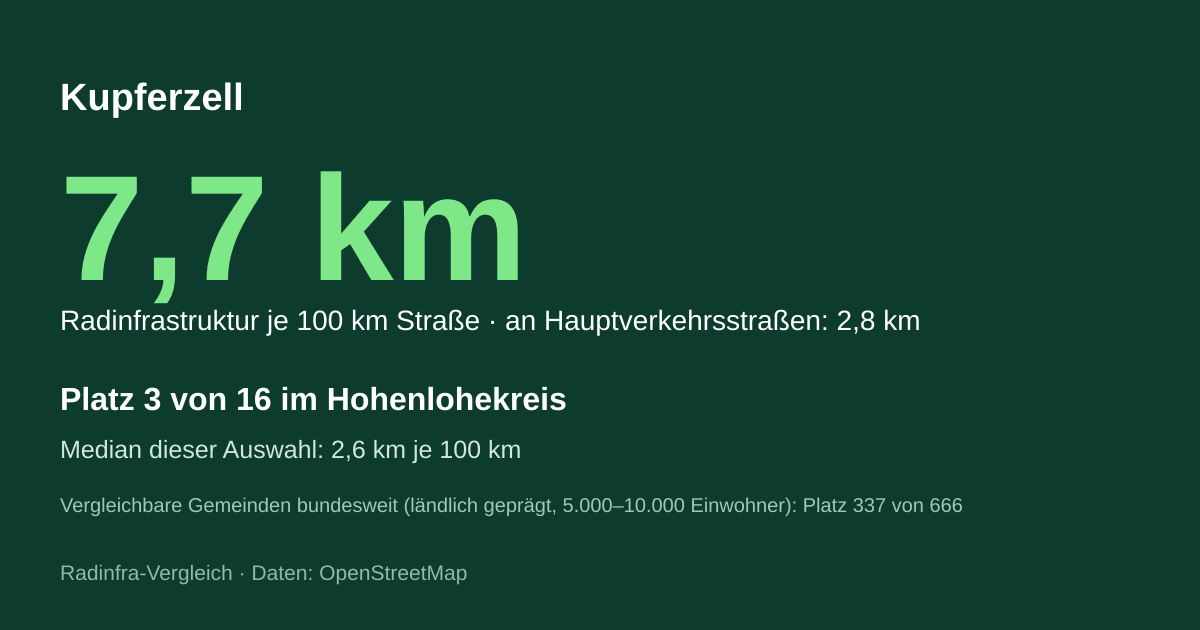 Kupferzell
7,7 km
Radinfrastruktur je 100 km Straße · an Hauptverkehrsstraßen: 2,8 km
Platz 3 von 16 im Hohenlohekreis
Median dieser Auswahl: 2,6 km je 100 km
Vergleichbare Gemeinden bundesweit (ländlich geprägt, 5.000–10.000 Einwohner): Platz 337 von 666
Radinfra-Vergleich · Daten: OpenStreetMap